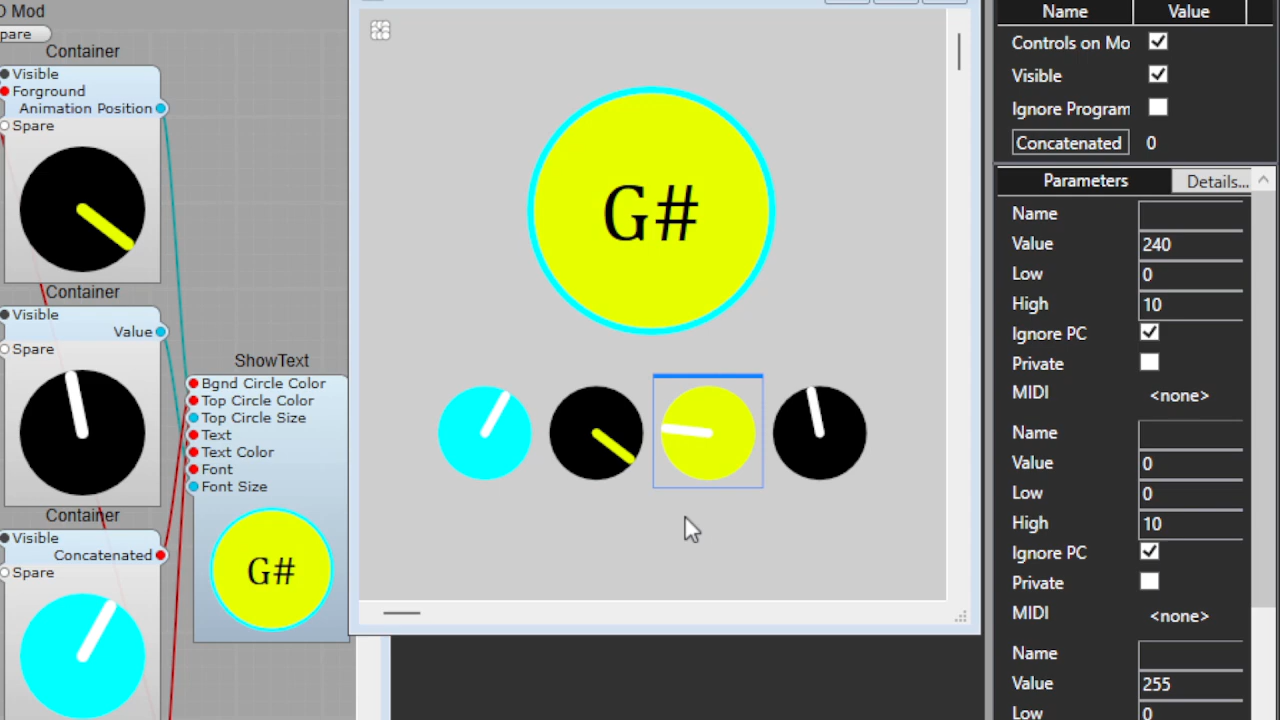 O Mod
pare
Container
Visible
Forground
Animation Position
Spare
Container
Visible
Value
Spare
Container
Visible
Concatenated
Spare
ShowText
Bgnd Circle Color
Top Circle Color
Top Circle Size
Text
Text Color
Font
Font Size
G#
G#
Name Value
Controls on Mo
Visible
Ignore Program
Concatenated 0
Parameters Details...
Name
Value 240
Low 0
High 10
Ignore PC
Private
MIDI <none>
Name
Value 0
Low 0
High 10
Ignore PC
Private
MIDI <none>
Name
Value 255
Low 0